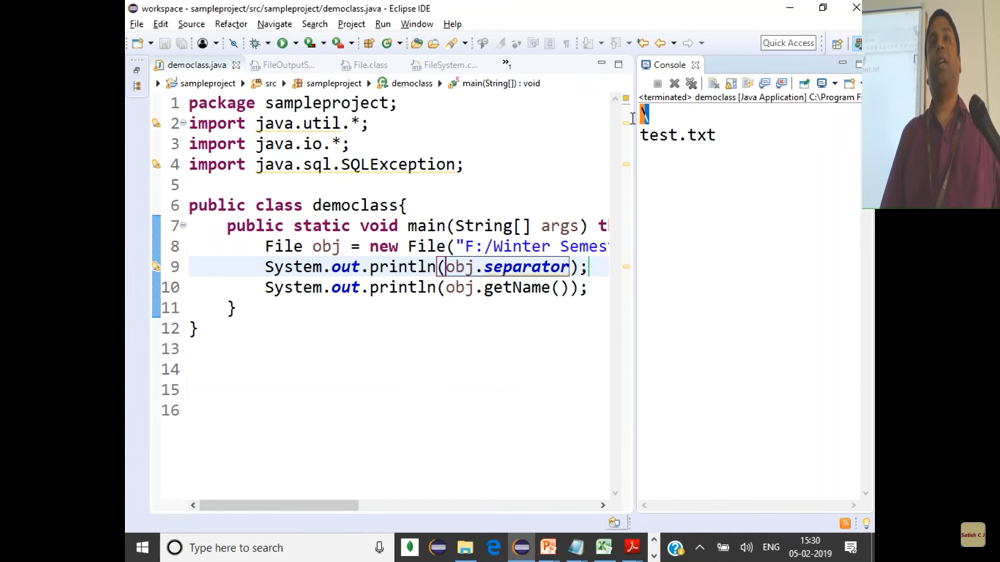 workspace - sampleproject/src/sampleproject/democlass.java - Eclipse IDE
File Edit Source Refactor Navigate Search Project Run Window Help
Quick Access
democlass.java FileOutputS... File.class FileSystem.c... »1
Console
sampleproject src sampleproject democlass main(String[]) : void
<terminated> democlass [Java Application] C:\Program Fi
1 package sampleproject;
2 import java.util.*;
3 import java.io.*;
4 import java.sql.SQLException;
5
6 public class democlass{
7 public static void main(String[] args) th
8 File obj = new File("F:/Winter Semest
9 System.out.println(obj.separator);
10 System.out.println(obj.getName());
11 }
12 }
13
14
15
16
\
test.txt
Type here to search
ENG
15:30
05-02-2019
Satish C J